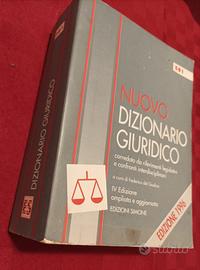 NUOVO
DIZIONARIO
GIURIDICO
corredato da riferimenti legislativi
e confronti interdisciplinari
a cura di Federico del Giudice
IV Edizione
ampliata e aggiornata
EDIZIONI SIMONE
EDIZIONE 1996
DIZIONARIO GIURIDICO
subito